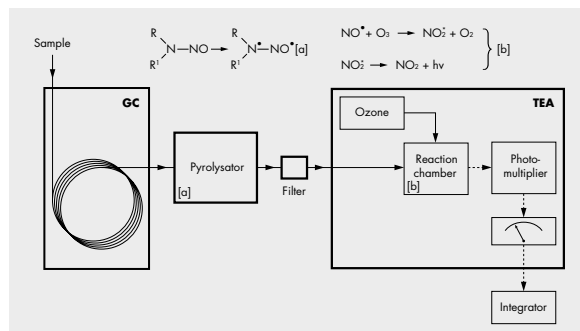 Sample
R
N—NO → N•—NO• [a]
R¹ R¹
NO• + O₃ → NO₂* + O₂
NO₂* → NO₂ + hν
[b]
GC
TEA
Ozone
Pyrolysator
[a]
Filter
Reaction
chamber
[b]
Photo-
multiplier
Integrator